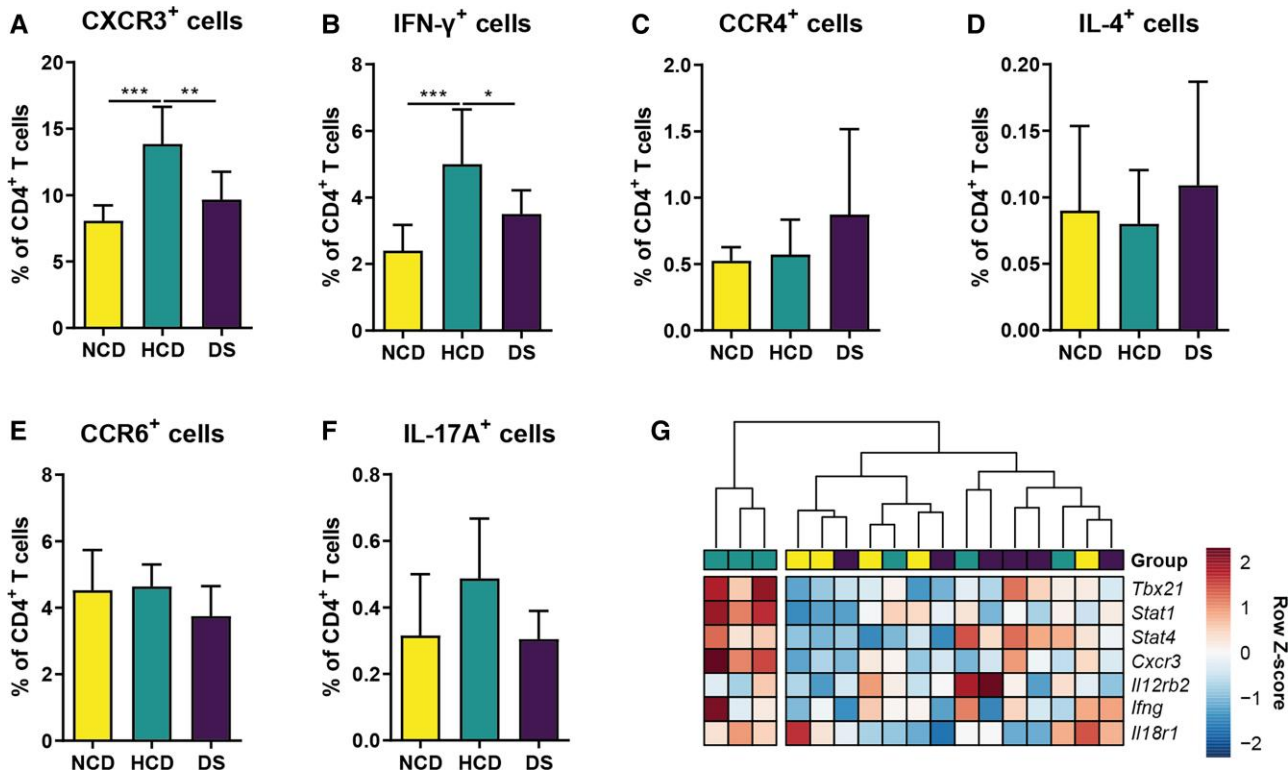 A CXCR3⁺ cells
20
15
10
5
0
% of CD4⁺ T cells
*** **
NCD HCD DS
B IFN-γ⁺ cells
8
6
4
2
0
% of CD4⁺ T cells
*** *
NCD HCD DS
C CCR4⁺ cells
2.0
1.5
1.0
0.5
0.0
% of CD4⁺ T cells
NCD HCD DS
D IL-4⁺ cells
0.20
0.15
0.10
0.05
0.00
% of CD4⁺ T cells
NCD HCD DS
E CCR6⁺ cells
8
6
4
2
0
% of CD4⁺ T cells
NCD HCD DS
F IL-17A⁺ cells
0.8
0.6
0.4
0.2
0.0
% of CD4⁺ T cells
NCD HCD DS
G
Group
Tbx21
Stat1
Stat4
Cxcr3
Il12rb2
Ifng
Il18r1
2
1
0
−1
−2
Row Z-score